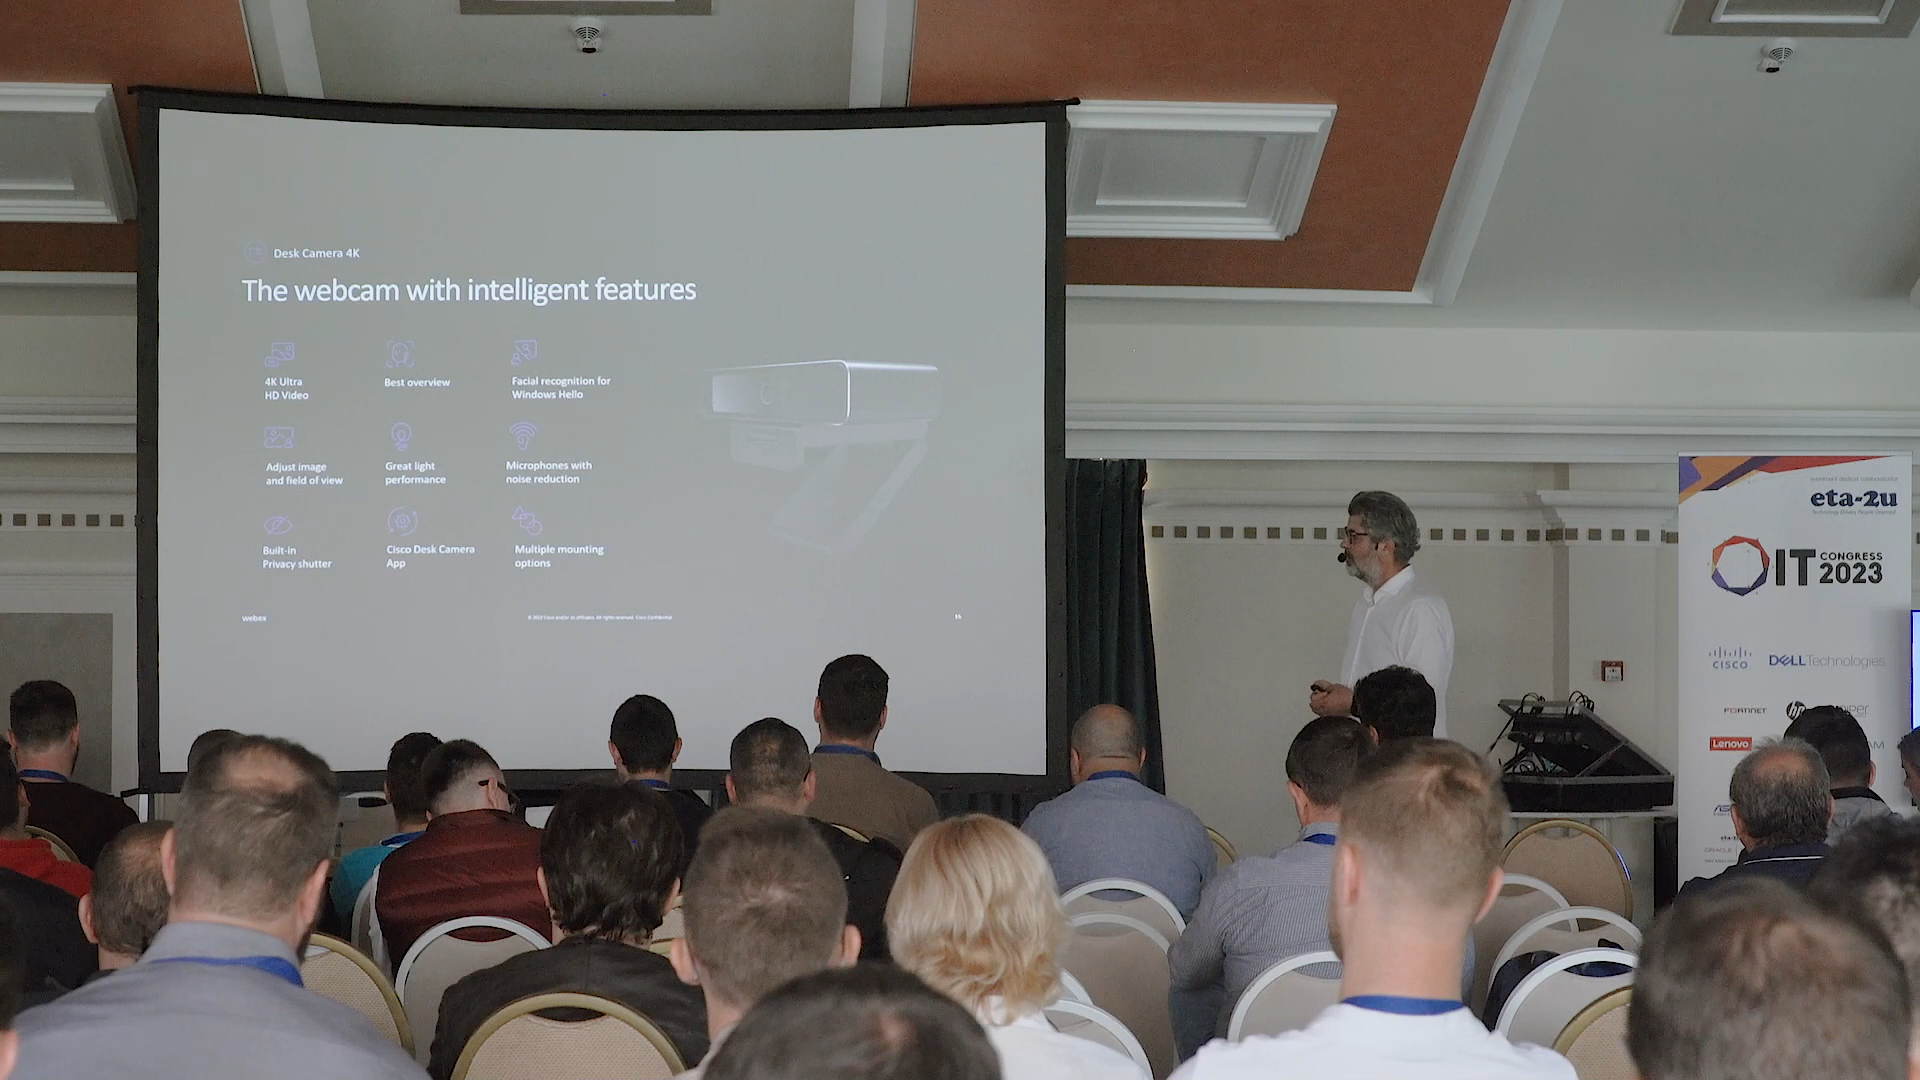 Desk Camera 4K
The webcam with intelligent features
4K Ultra
HD Video
Best overview
Facial recognition for
Windows Hello
Adjust image
and field of view
Great light
performance
Microphones with
noise reduction
Built-in
Privacy shutter
Cisco Desk Camera
App
Multiple mounting
options
webex
eta-2u
IT CONGRESS
2023
CISCO
DELL Technologies
FORTINET
hp
Lenovo
ORACLE